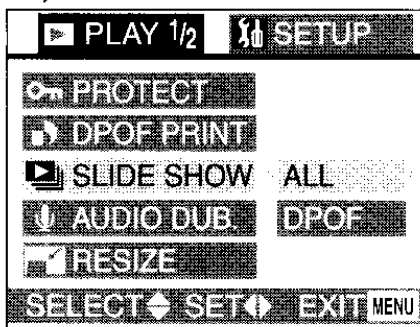 PLAY 1/2 SETUP
PROTECT
DPOF PRINT
SLIDE SHOW ALL
AUDIO DUB. DPOF
RESIZE
SELECT SET EXIT MENU